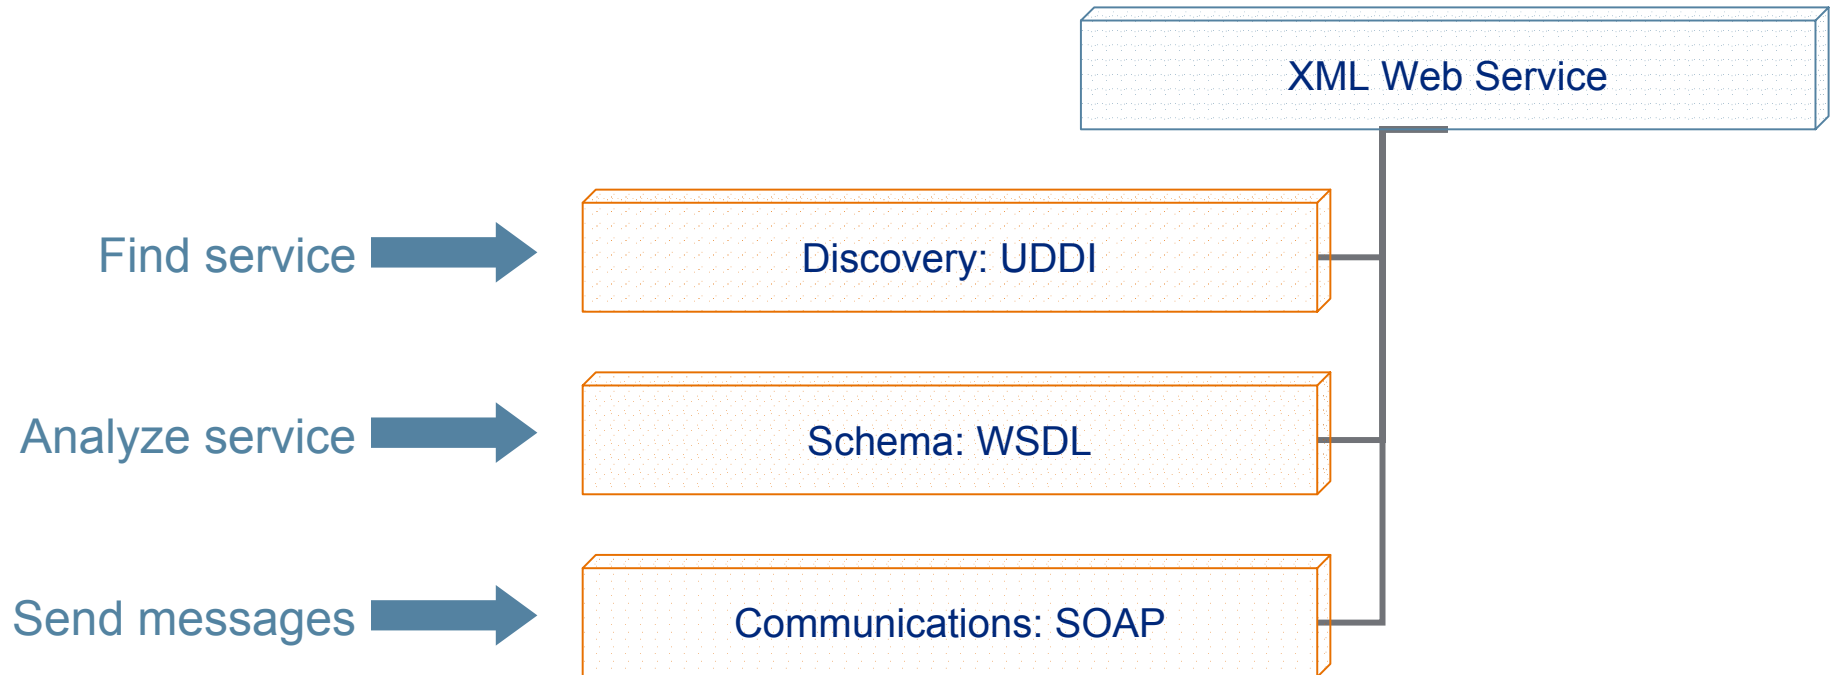 XML Web Service
Find service
Discovery: UDDI
Analyze service
Schema: WSDL
Send messages
Communications: SOAP